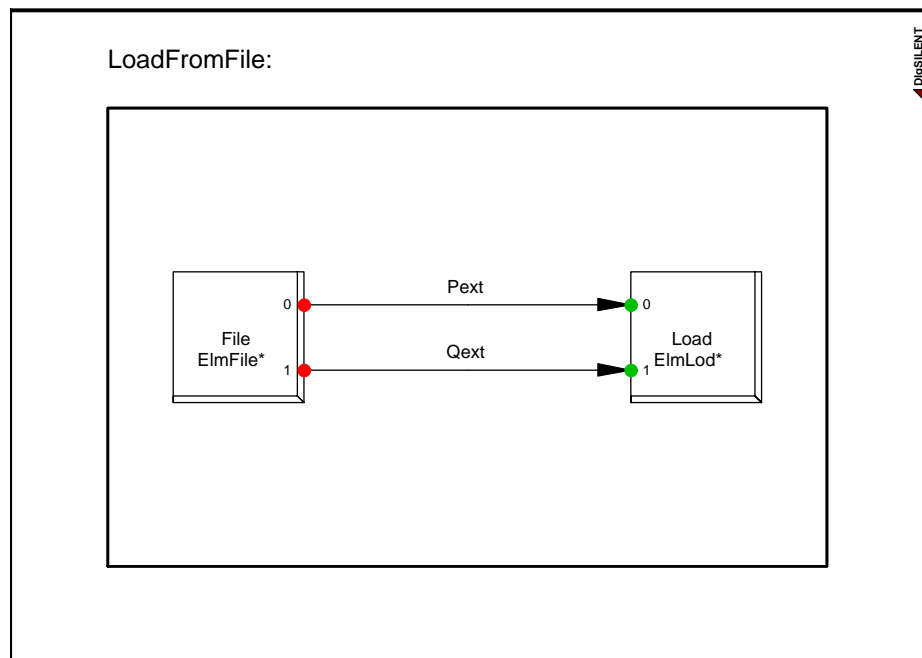 LoadFromFile:
DIgSILENT
Pext
0
0
File
ElmFile*
Load
ElmLod*
Qext
1
1